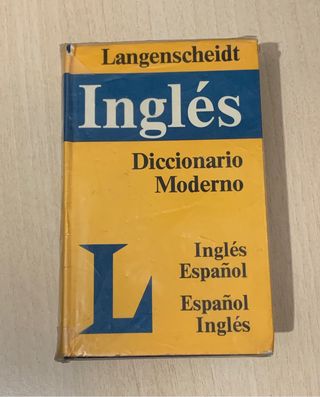 Langenscheidt
Inglés
Diccionario
Moderno
L
Inglés
Español
Español
Inglés